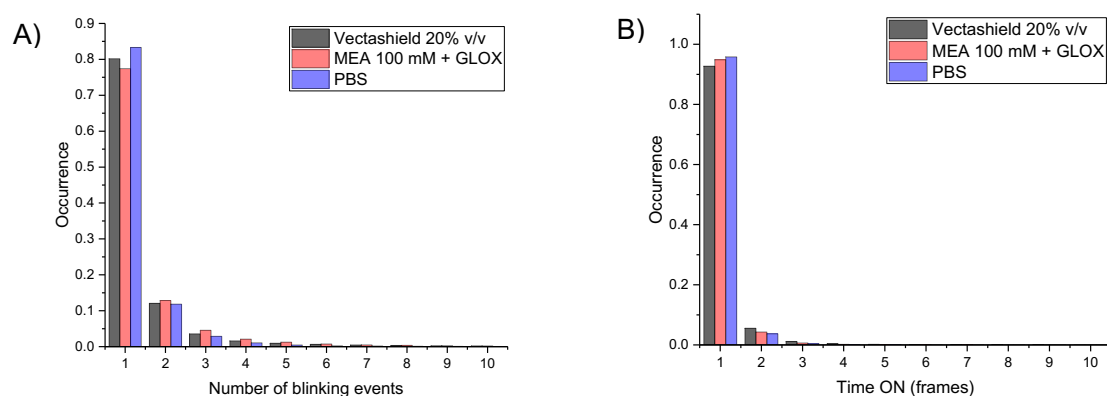 A)
Vectashield 20% v/v
MEA 100 mM + GLOX
PBS
Occurrence
0.9
0.8
0.7
0.6
0.5
0.4
0.3
0.2
0.1
0.0
1 2 3 4 5 6 7 8 9 10
Number of blinking events
B)
Vectashield 20% v/v
MEA 100 mM + GLOX
PBS
Occurrence
1.0
0.8
0.6
0.4
0.2
0.0
1 2 3 4 5 6 7 8 9 10
Time ON (frames)